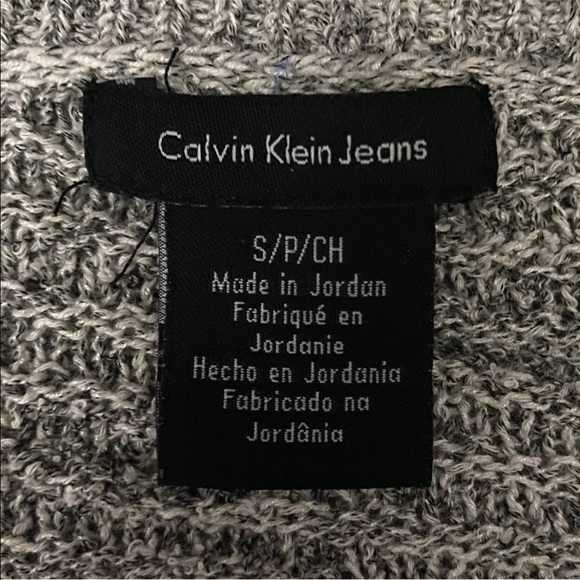 Calvin Klein Jeans
S/P/CH
Made in Jordan
Fabriqué en
Jordanie
Hecho en Jordania
Fabricado na
Jordânia